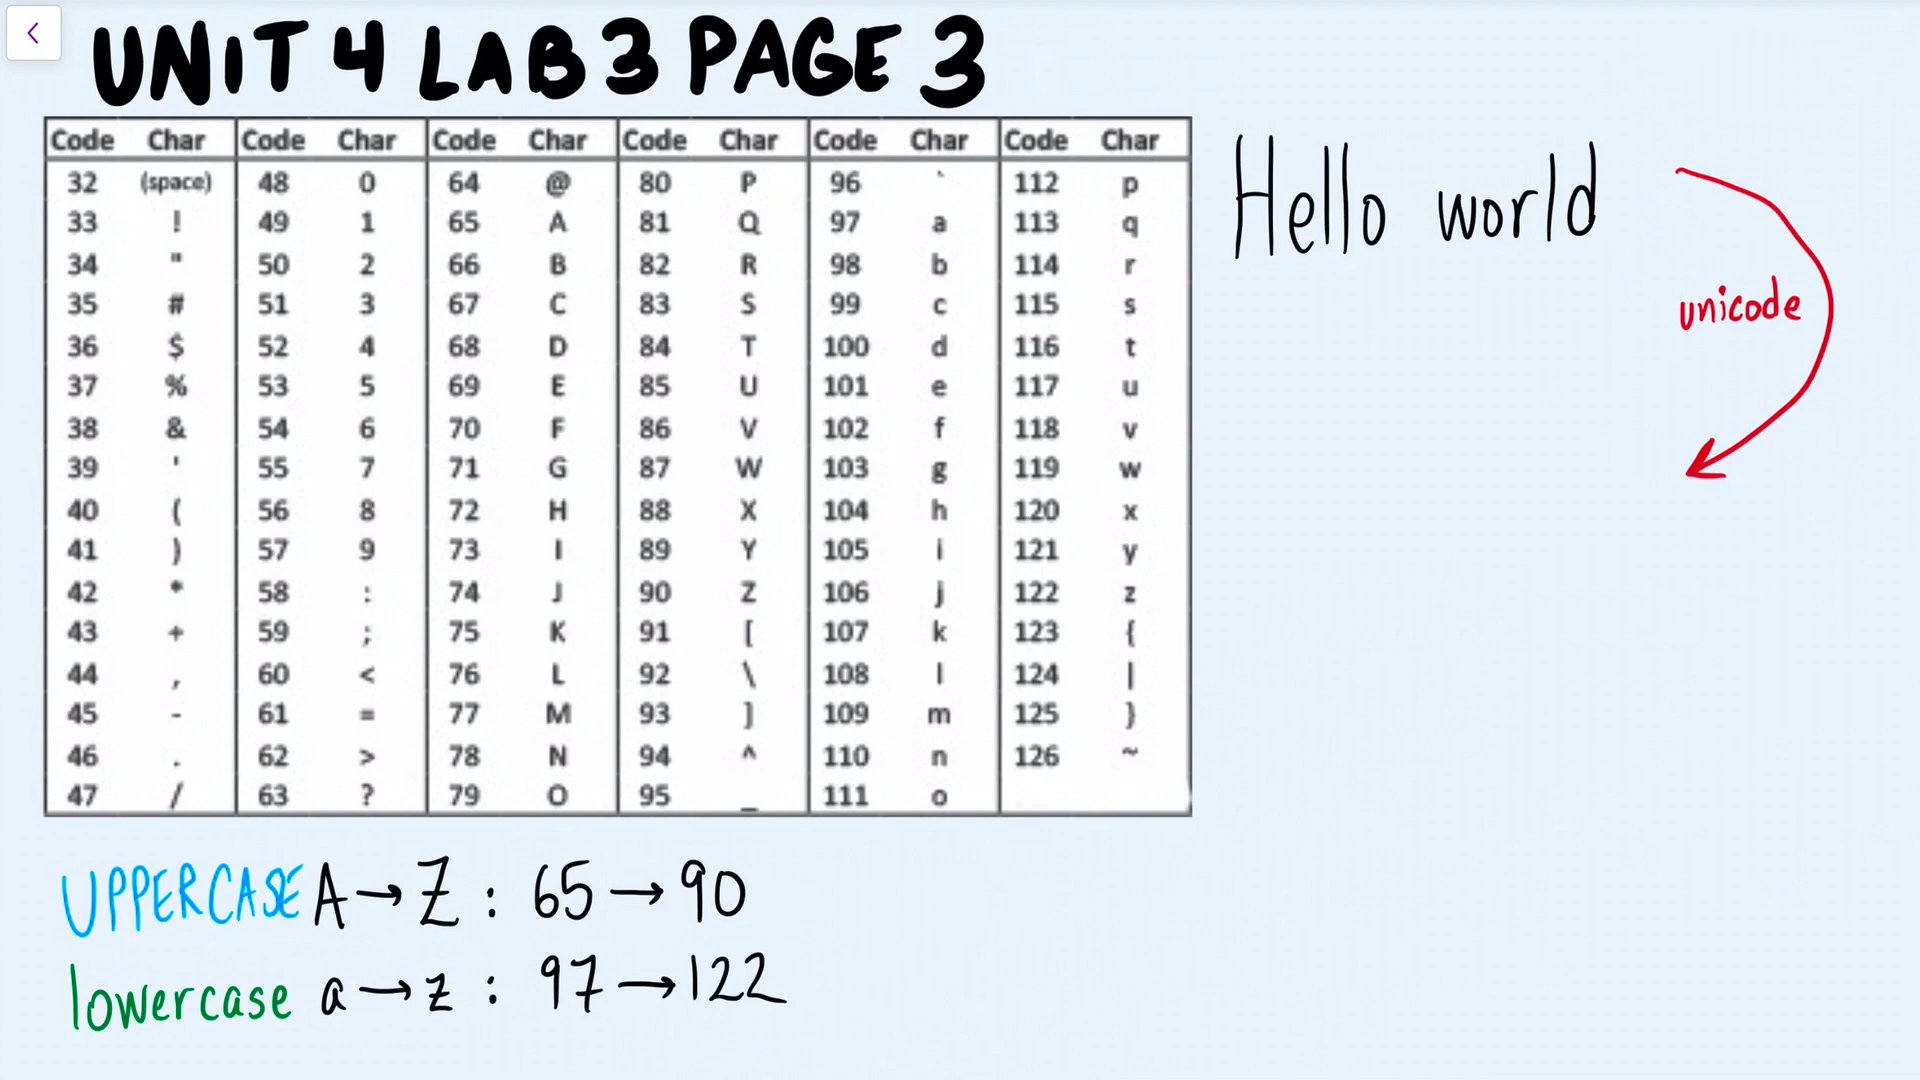 UNIT 4 LAB 3 PAGE 3
Code Char Code Char Code Char Code Char Code Char Code Char
32 (space) 48 0 64 @ 80 P 96 ` 112 p
33 ! 49 1 65 A 81 Q 97 a 113 q
34 " 50 2 66 B 82 R 98 b 114 r
35 # 51 3 67 C 83 S 99 c 115 s
36 $ 52 4 68 D 84 T 100 d 116 t
37 % 53 5 69 E 85 U 101 e 117 u
38 & 54 6 70 F 86 V 102 f 118 v
39 ' 55 7 71 G 87 W 103 g 119 w
40 ( 56 8 72 H 88 X 104 h 120 x
41 ) 57 9 73 I 89 Y 105 i 121 y
42 * 58 : 74 J 90 Z 106 j 122 z
43 + 59 ; 75 K 91 [ 107 k 123 {
44 , 60 < 76 L 92 \ 108 l 124 |
45 - 61 = 77 M 93 ] 109 m 125 }
46 . 62 > 78 N 94 ^ 110 n 126 ~
47 / 63 ? 79 O 95 _ 111 o
Hello world
unicode
UPPERCASE A → Z : 65 → 90
lowercase a → z : 97 → 122